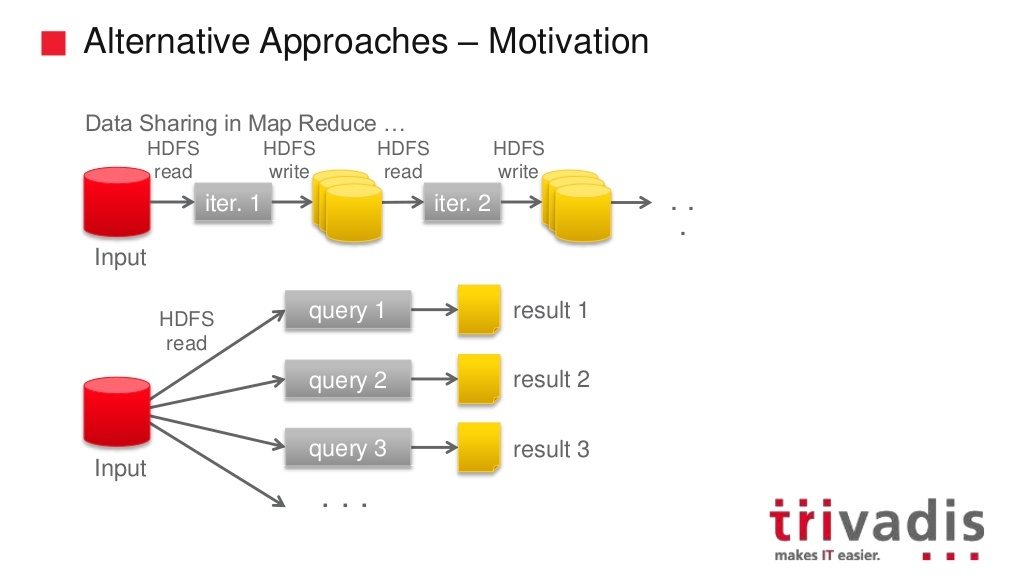 Alternative Approaches – Motivation
Data Sharing in Map Reduce …
HDFS
read
HDFS
write
HDFS
read
HDFS
write
iter. 1
iter. 2
. .
.
Input
HDFS
read
query 1
result 1
query 2
result 2
query 3
result 3
Input
. . .
trivadis
makes IT easier.